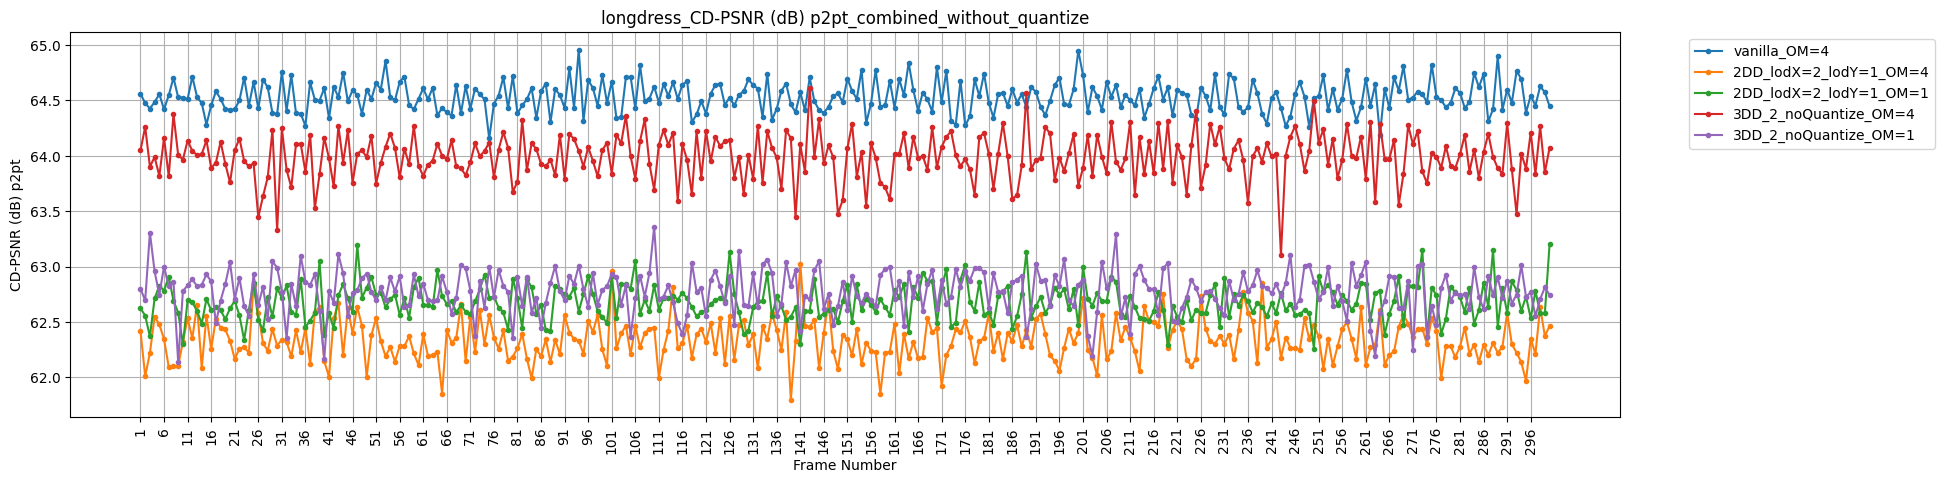 longdress_CD-PSNR (dB) p2pt_combined_without_quantize
CD-PSNR (dB) p2pt
65.0
64.5
64.0
63.5
63.0
62.5
62.0
1 6 11 16 21 26 31 36 41 46 51 56 61 66 71 76 81 86 91 96 101 106 111 116 121 126 131 136 141 146 151 156 161 166 171 176 181 186 191 196 201 206 211 216 221 226 231 236 241 246 251 256 261 266 271 276 281 286 291 296
Frame Number
vanilla_OM=4
2DD_lodX=2_lodY=1_OM=4
2DD_lodX=2_lodY=1_OM=1
3DD_2_noQuantize_OM=4
3DD_2_noQuantize_OM=1